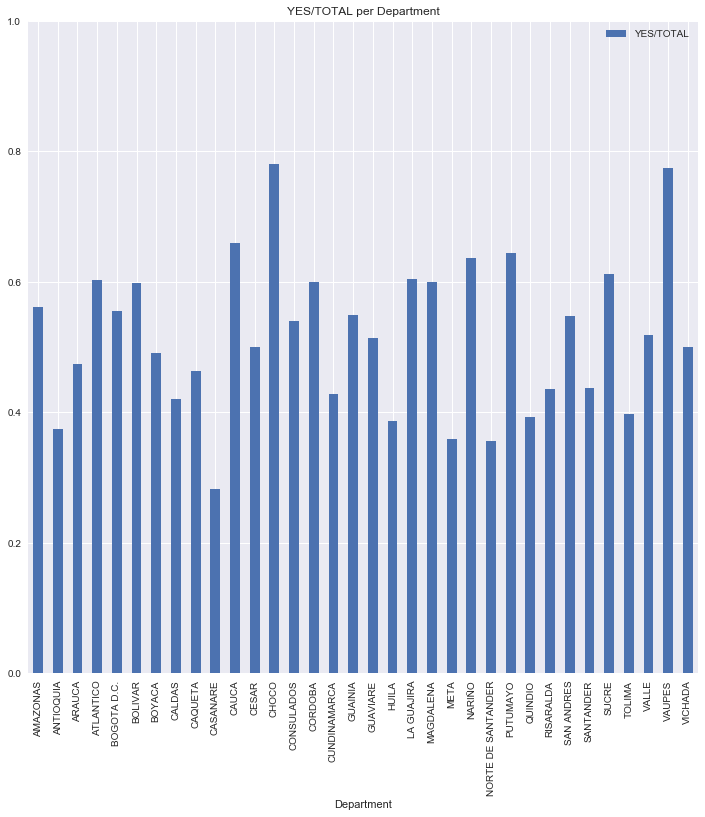 YES/TOTAL per Department
YES/TOTAL
1.0
0.8
0.6
0.4
0.2
0.0
AMAZONAS
ANTIOQUIA
ARAUCA
ATLANTICO
BOGOTA D.C.
BOLIVAR
BOYACA
CALDAS
CAQUETA
CASANARE
CAUCA
CESAR
CHOCO
CONSULADOS
CORDOBA
CUNDINAMARCA
GUAINIA
GUAVIARE
HUILA
LA GUAJIRA
MAGDALENA
META
NARIÑO
NORTE DE SANTANDER
PUTUMAYO
QUINDIO
RISARALDA
SAN ANDRES
SANTANDER
SUCRE
TOLIMA
VALLE
VAUPES
VICHADA
Department